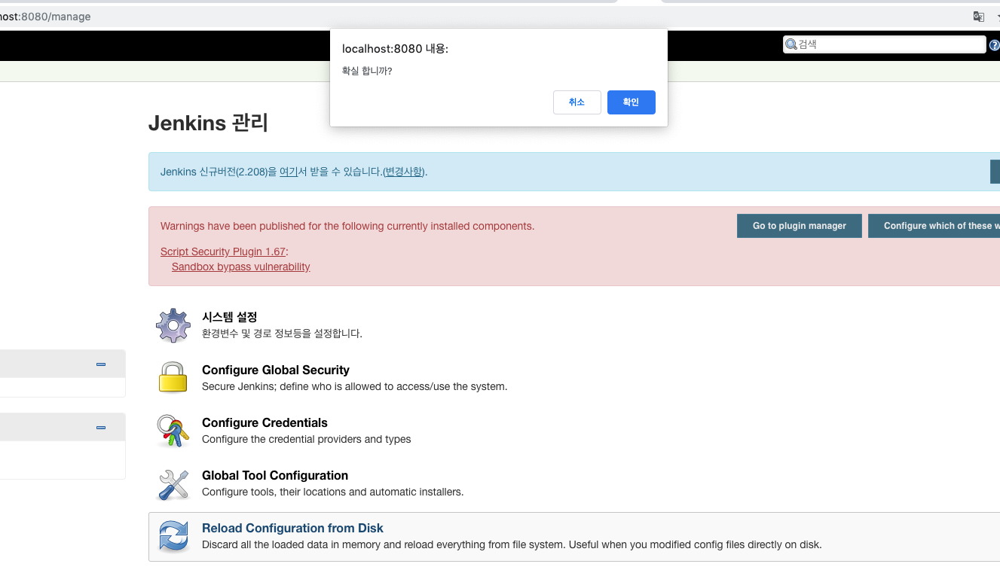 ost:8080/manage
localhost:8080 내용:
확실 합니까?
취소
확인
검색
Jenkins 관리
Jenkins 신규버전(2.208)을 여기서 받을 수 있습니다.(변경사항).
Warnings have been published for the following currently installed components.
Go to plugin manager
Configure which of these w
Script Security Plugin 1.67:
Sandbox bypass vulnerability
시스템 설정
환경변수 및 경로 정보등을 설정합니다.
Configure Global Security
Secure Jenkins; define who is allowed to access/use the system.
Configure Credentials
Configure the credential providers and types
Global Tool Configuration
Configure tools, their locations and automatic installers.
Reload Configuration from Disk
Discard all the loaded data in memory and reload everything from file system. Useful when you modified config files directly on disk.